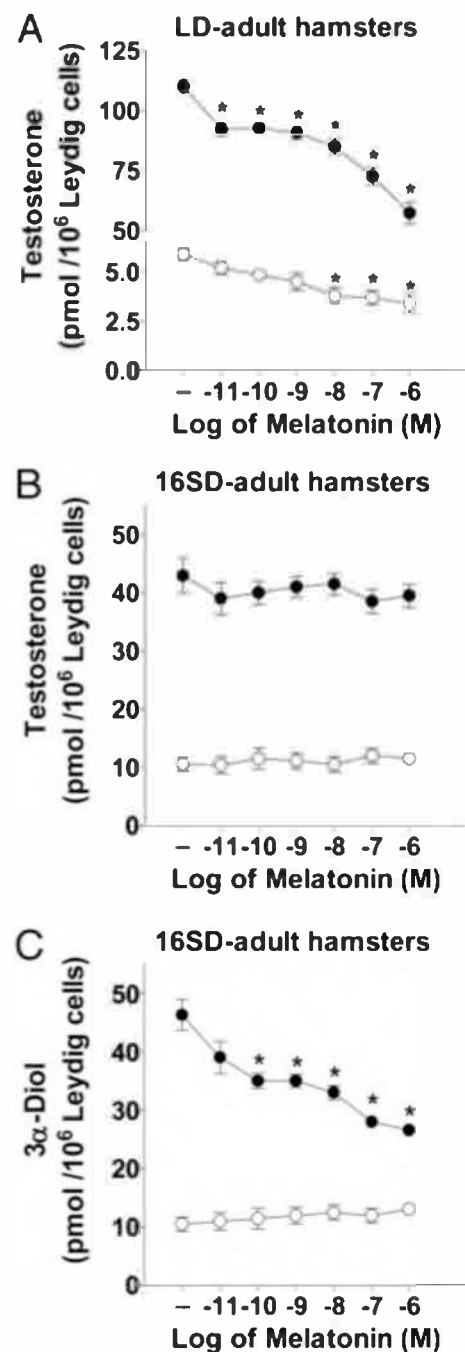 A
LD-adult hamsters
Testosterone
(pmol /10⁶ Leydig cells)
125
100
75
50
5.0
2.5
0.0
* * * * * *
* * *
– -11 -10 -9 -8 -7 -6
Log of Melatonin (M)
B
16SD-adult hamsters
Testosterone
(pmol /10⁶ Leydig cells)
50
40
30
20
10
0
– -11 -10 -9 -8 -7 -6
Log of Melatonin (M)
C
16SD-adult hamsters
3α-Diol
(pmol /10⁶ Leydig cells)
50
40
30
20
10
0
* * * * *
– -11 -10 -9 -8 -7 -6
Log of Melatonin (M)